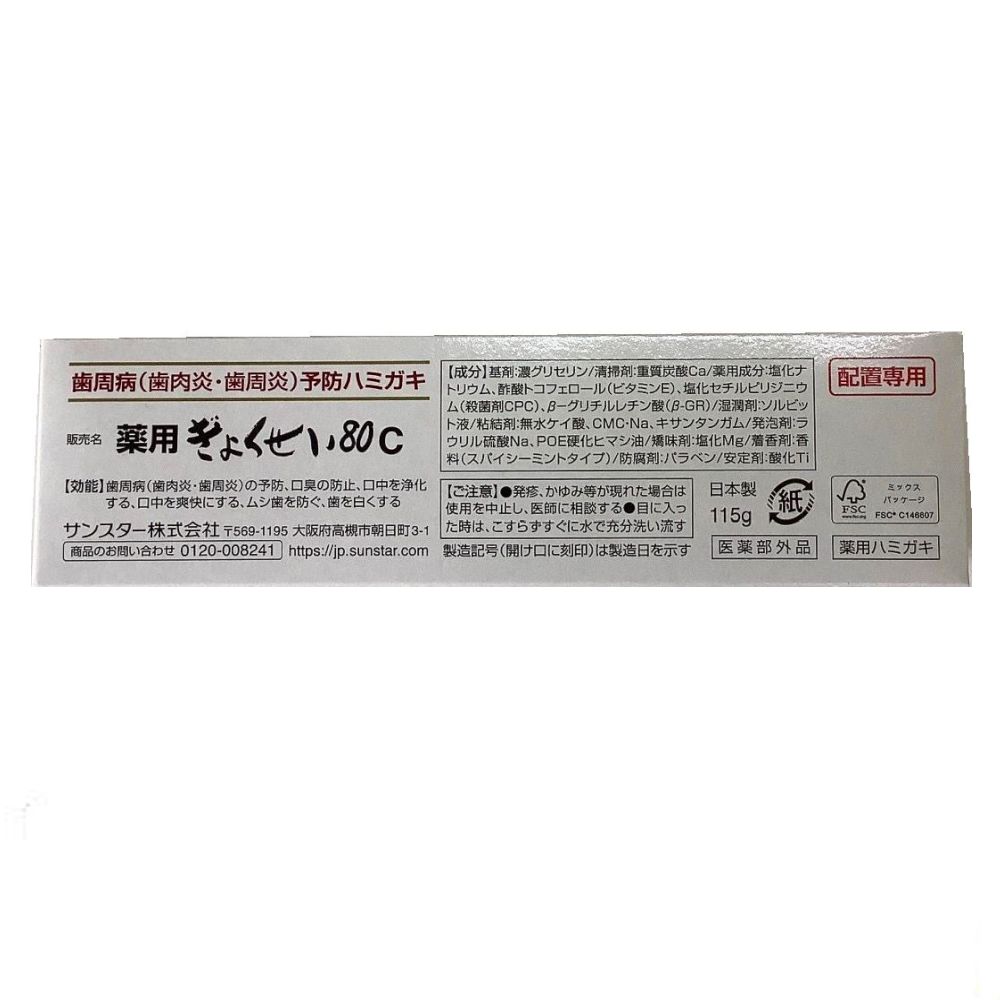 歯周病(歯肉炎・歯周炎)予防ハミガキ
販売名 薬用ぎょくせい80C
【効能】歯周病(歯肉炎・歯周炎)の予防、口臭の防止、口中を浄化
する、口中を爽快にする、ムシ歯を防ぐ、歯を白くする
サンスター株式会社 〒569-1195 大阪府高槻市朝日町3-1
商品のお問い合わせ 0120-008241 https://jp.sunstar.com/
【成分】基剤:濃グリセリン/清掃剤:重質炭酸Ca/薬用成分:塩化ナ
トリウム、酢酸トコフェロール(ビタミンE)、塩化セチルピリジニウ
ム(殺菌剤CPC)、β-グリチルレチン酸(β-GR)/湿潤剤:ソルビッ
ト液/粘結剤:無水ケイ酸、CMC・Na、キサンタンガム/発泡剤:ラ
ウリル硫酸Na、POE硬化ヒマシ油/矯味剤:塩化Mg/着香剤:香
料(スパイシーミントタイプ)/防腐剤:パラベン/安定剤:酸化Ti
【ご注意】●発疹、かゆみ等が現れた場合は
使用を中止し、医師に相談する●目に入っ
た時は、こすらずすぐに水で充分洗い流す
製造記号(開け口に刻印)は製造日を示す
配置専用
日本製
115g
紙
FSC
www.fsc.org
ミックス
パッケージ
FSC® C146807
医薬部外品
薬用ハミガキ